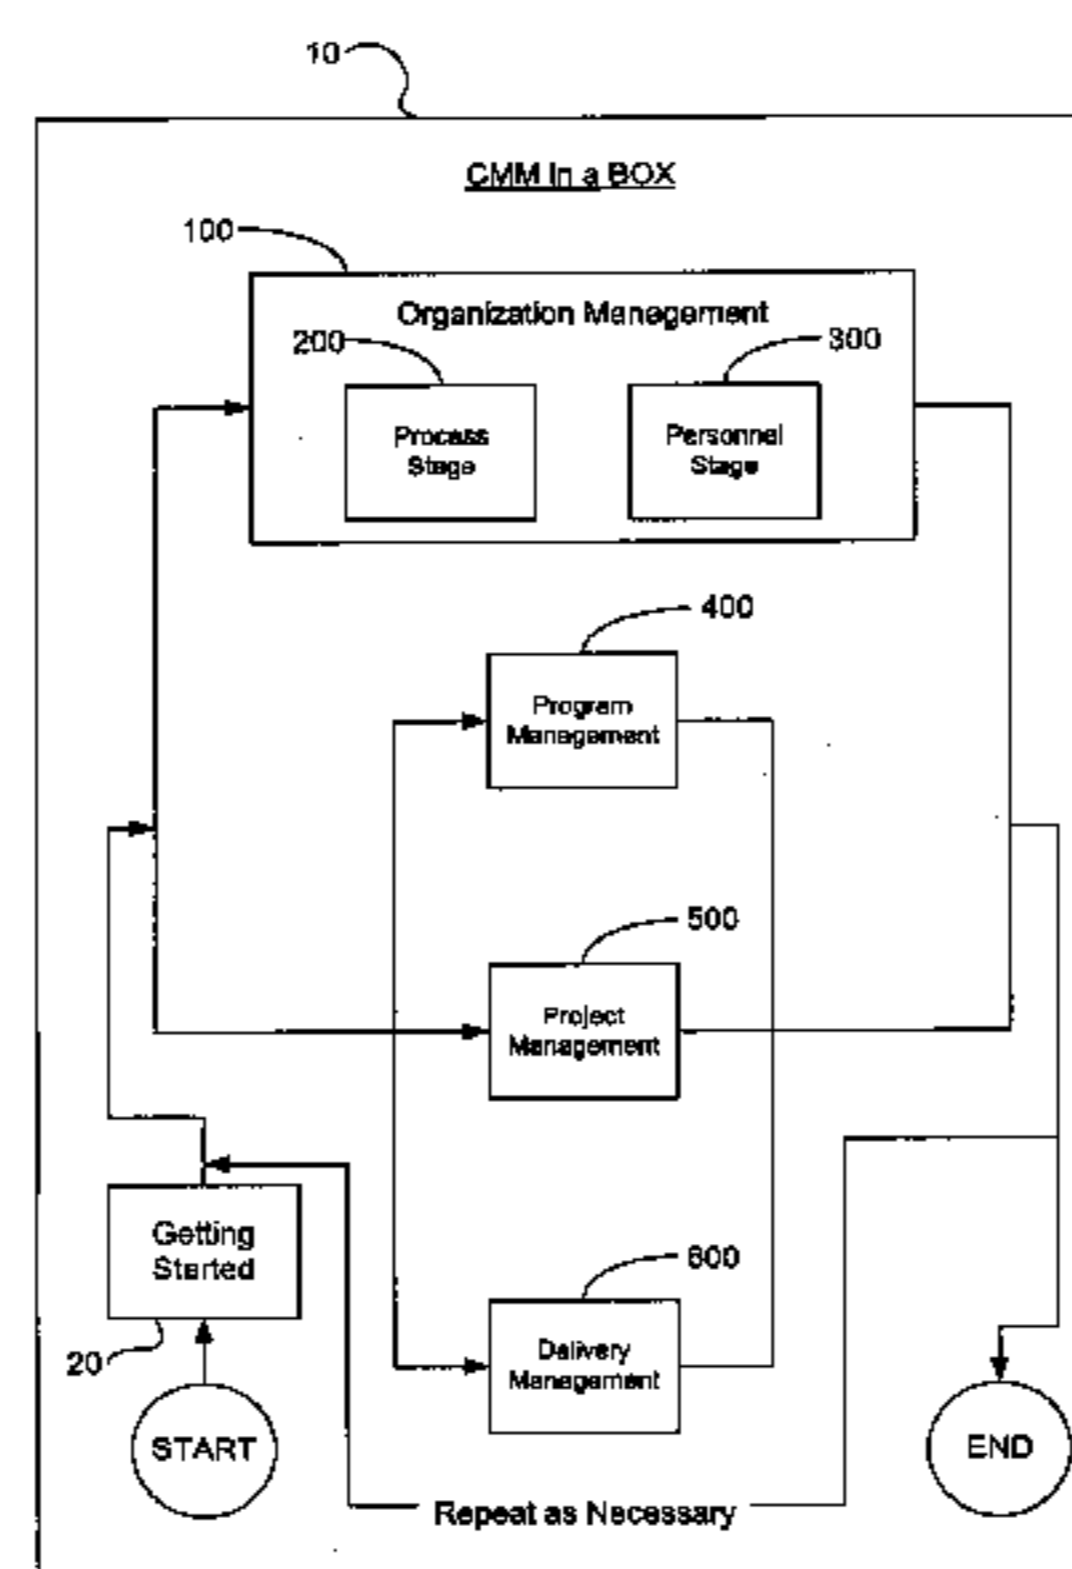 10
CMM In a BOX
100
Organization Management
200
300
Process
Stage
Personnel
Stage
400
Program
Management
500
Project
Management
Getting
Started
600
Delivery
Management
20
START
END
Repeat as Necessary